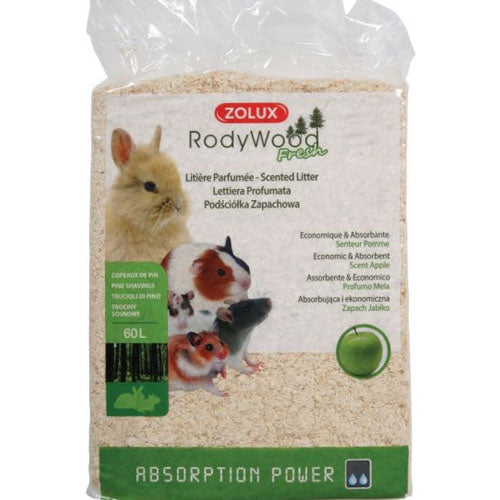 ZOLUX
RodyWood
Fresh
Litière Parfumée - Scented Litter
Lettiera Profumata
Podściółka Zapachowa
Economique & Absorbante
Senteur Pomme
Economic & Absorbent
Scent Apple
Assorbente & Economico
Profumo Mela
Absorbująca i ekonomiczna
Zapach Jabłko
COPEAUX DE PIN
PINE SHAVINGS
TRUCIOLI DI PINO
TROCINY
SOSNOWE
60L
ABSORPTION POWER